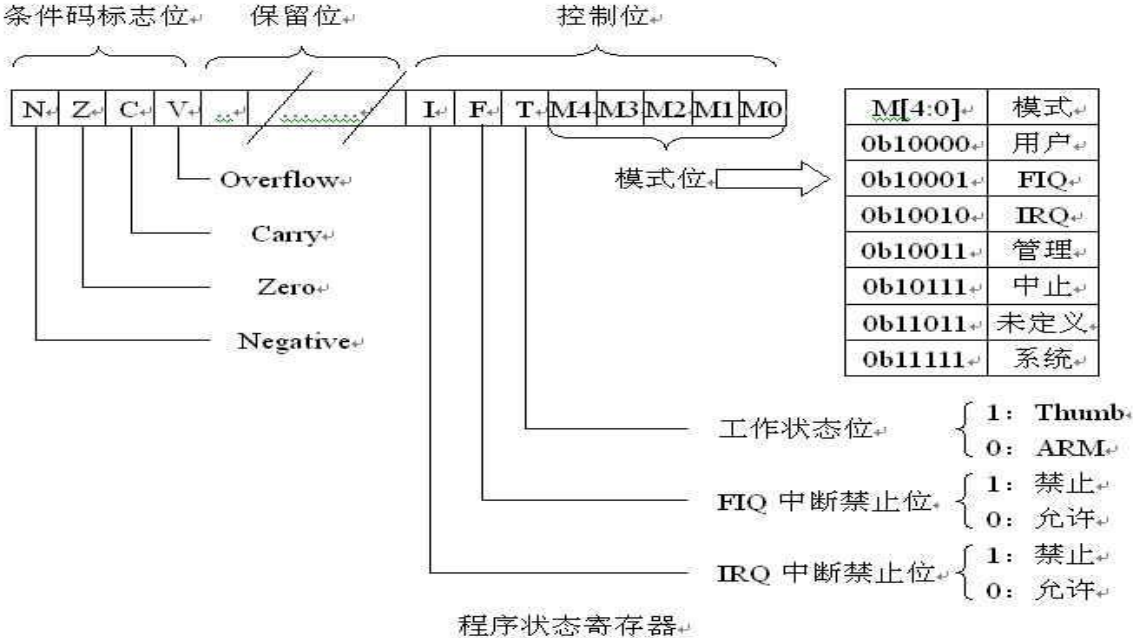 条件码标志位 保留位 控制位
N Z C V .. ........ I F T M4 M3 M2 M1 M0
模式位
Overflow
Carry
Zero
Negative
M[4:0] 模式
0b10000 用户
0b10001 FIQ
0b10010 IRQ
0b10011 管理
0b10111 中止
0b11011 未定义
0b11111 系统
工作状态位
1： Thumb
0： ARM
FIQ 中断禁止位
1： 禁止
0： 允许
IRQ 中断禁止位
1： 禁止
0： 允许
程序状态寄存器